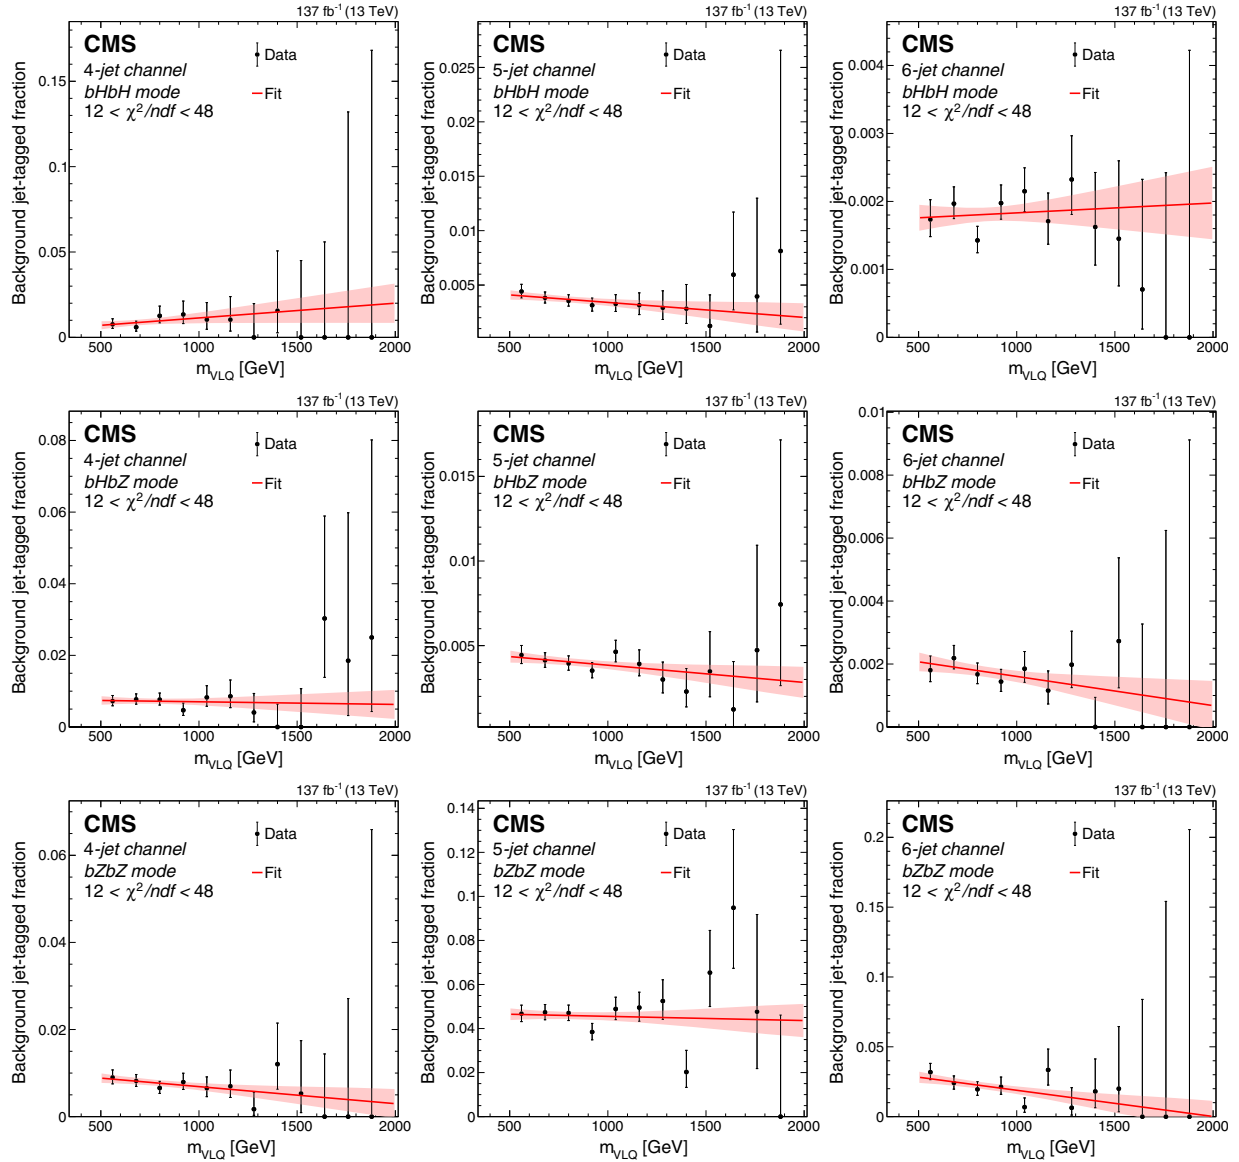 137 fb⁻¹ (13 TeV)
CMS
4-jet channel
bHbH mode
12 < χ²/ndf < 48
Data
Fit
Background jet-tagged fraction
0.15
0.1
0.05
0
500 1000 1500 2000
m_VLQ [GeV]
137 fb⁻¹ (13 TeV)
CMS
5-jet channel
bHbH mode
12 < χ²/ndf < 48
Data
Fit
Background jet-tagged fraction
0.025
0.02
0.015
0.01
0.005
500 1000 1500 2000
m_VLQ [GeV]
137 fb⁻¹ (13 TeV)
CMS
6-jet channel
bHbH mode
12 < χ²/ndf < 48
Data
Fit
Background jet-tagged fraction
0.004
0.003
0.002
0.001
0
500 1000 1500 2000
m_VLQ [GeV]
137 fb⁻¹ (13 TeV)
CMS
4-jet channel
bHbZ mode
12 < χ²/ndf < 48
Data
Fit
Background jet-tagged fraction
0.08
0.06
0.04
0.02
0
500 1000 1500 2000
m_VLQ [GeV]
137 fb⁻¹ (13 TeV)
CMS
5-jet channel
bHbZ mode
12 < χ²/ndf < 48
Data
Fit
Background jet-tagged fraction
0.015
0.01
0.005
500 1000 1500 2000
m_VLQ [GeV]
137 fb⁻¹ (13 TeV)
CMS
6-jet channel
bHbZ mode
12 < χ²/ndf < 48
Data
Fit
Background jet-tagged fraction
0.01
0.008
0.006
0.004
0.002
0
500 1000 1500 2000
m_VLQ [GeV]
137 fb⁻¹ (13 TeV)
CMS
4-jet channel
bZbZ mode
12 < χ²/ndf < 48
Data
Fit
Background jet-tagged fraction
0.06
0.04
0.02
0
500 1000 1500 2000
m_VLQ [GeV]
137 fb⁻¹ (13 TeV)
CMS
5-jet channel
bZbZ mode
12 < χ²/ndf < 48
Data
Fit
Background jet-tagged fraction
0.14
0.12
0.1
0.08
0.06
0.04
0.02
0
500 1000 1500 2000
m_VLQ [GeV]
137 fb⁻¹ (13 TeV)
CMS
6-jet channel
bZbZ mode
12 < χ²/ndf < 48
Data
Fit
Background jet-tagged fraction
0.2
0.15
0.1
0.05
0
500 1000 1500 2000
m_VLQ [GeV]